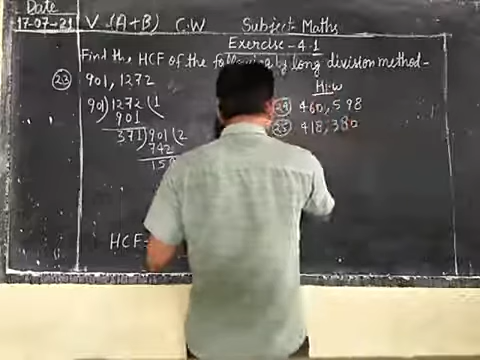 Date
17-07-21 V (A+B) C.W Subject- Maths
Exercise-4.1
Find the HCF of the following by long division method-
23 901, 1272
H.W
901)1272(1
24 460, 598
901
25 418, 380
371)901(2
742
159
HCF=